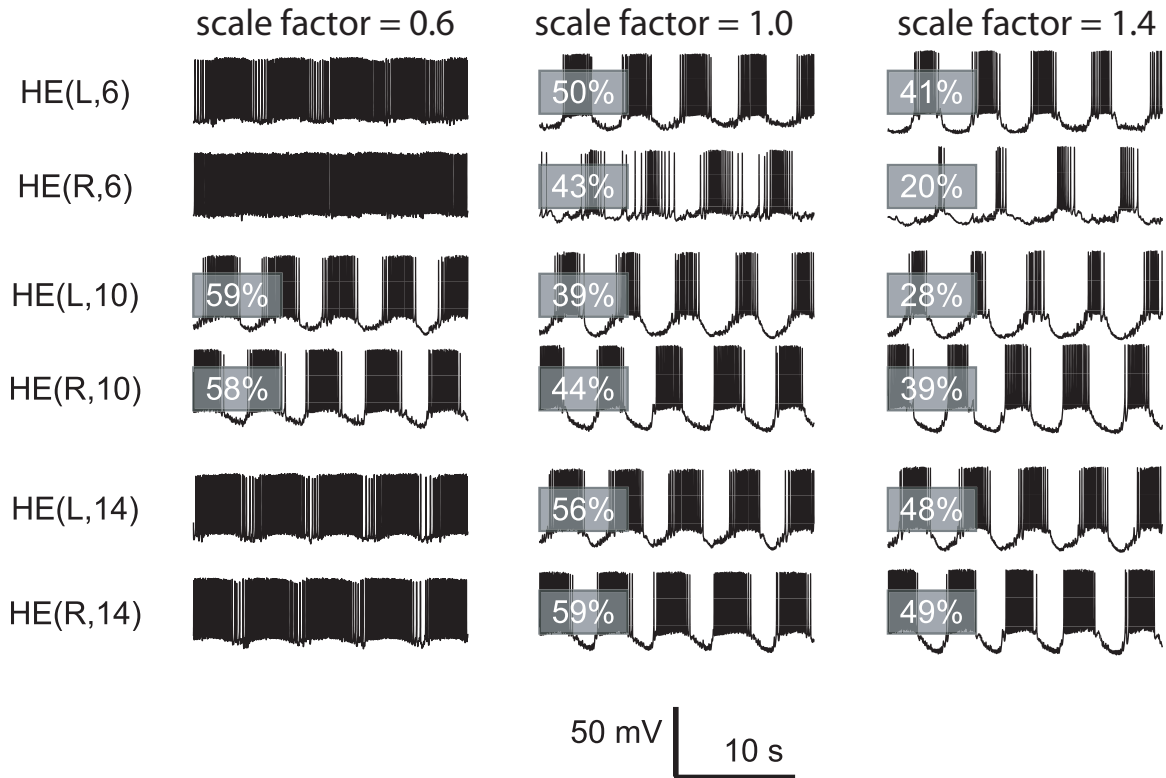 scale factor = 0.6 scale factor = 1.0 scale factor = 1.4
HE(L,6) 50% 41%
HE(R,6) 43% 20%
HE(L,10) 59% 39% 28%
HE(R,10) 58% 44% 39%
HE(L,14) 56% 48%
HE(R,14) 59% 49%
50 mV
10 s